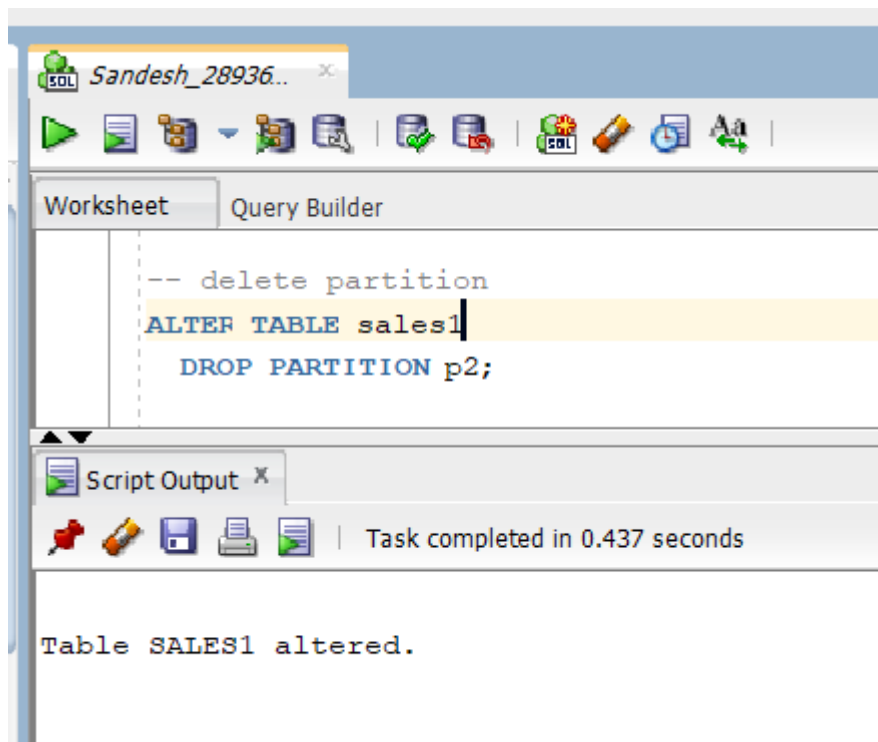 Sandesh_28936...
Worksheet
Query Builder
-- delete partition
ALTER TABLE sales1
DROP PARTITION p2;
Script Output
Task completed in 0.437 seconds
Table SALES1 altered.